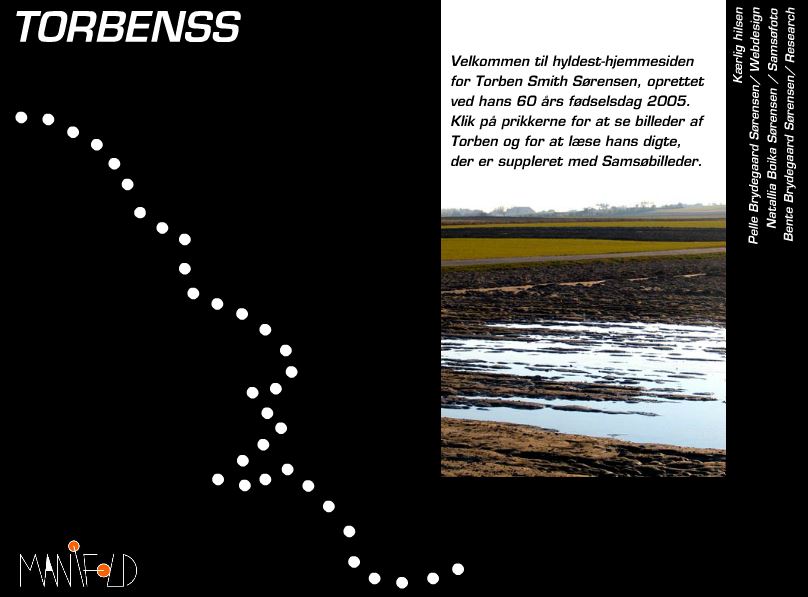 TORBENSS
Velkommen til hyldest-hjemmesiden
for Torben Smith Sørensen, oprettet
ved hans 60 års fødselsdag 2005.
Klik på prikkerne for at se billeder af
Torben og for at læse hans digte,
der er suppleret med Samsøbilleder.
Kærlig hilsen
Pelle Brydegaard Sørensen/ Webdesign
Natallia Boika Sørensen / Samsøfoto
Bente Brydegaard Sørensen/ Research
MANIFOLD